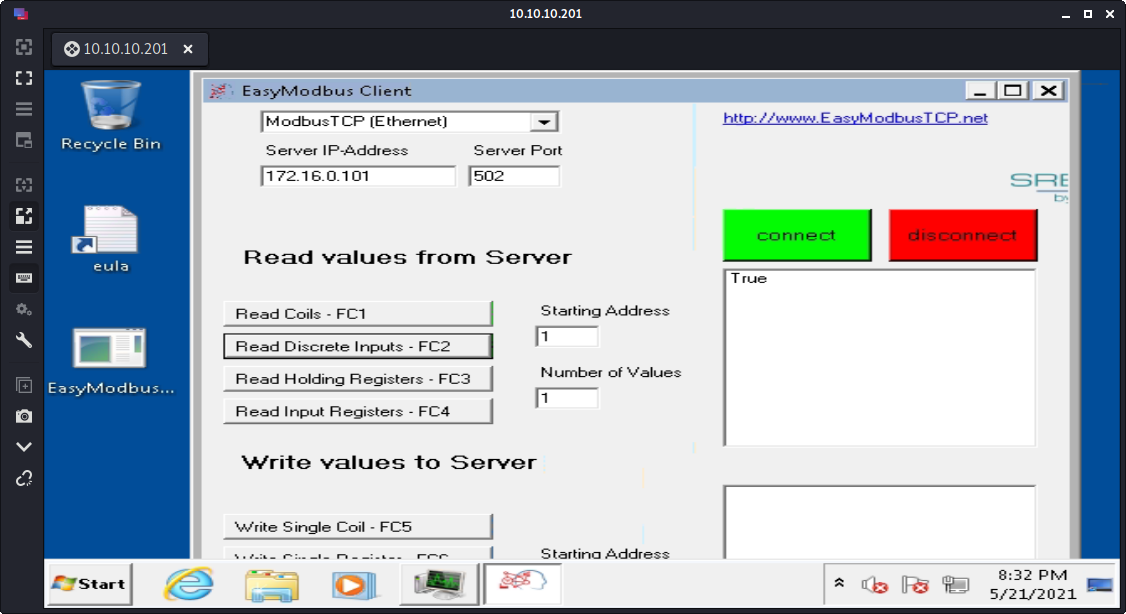 10.10.10.201
10.10.10.201
Recycle Bin
eula
EasyModbus...
EasyModbus Client
ModbusTCP (Ethernet)
Server IP-Address Server Port
172.16.0.101 502
http://www.EasyModbusTCP.net
SRE
by
connect disconnect
True
Read values from Server
Read Coils - FC1
Read Discrete Inputs - FC2
Read Holding Registers - FC3
Read Input Registers - FC4
Starting Address
1
Number of Values
1
Write values to Server
Write Single Coil - FC5
Write Single Register - FC6
Starting Address
Start
8:32 PM
5/21/2021